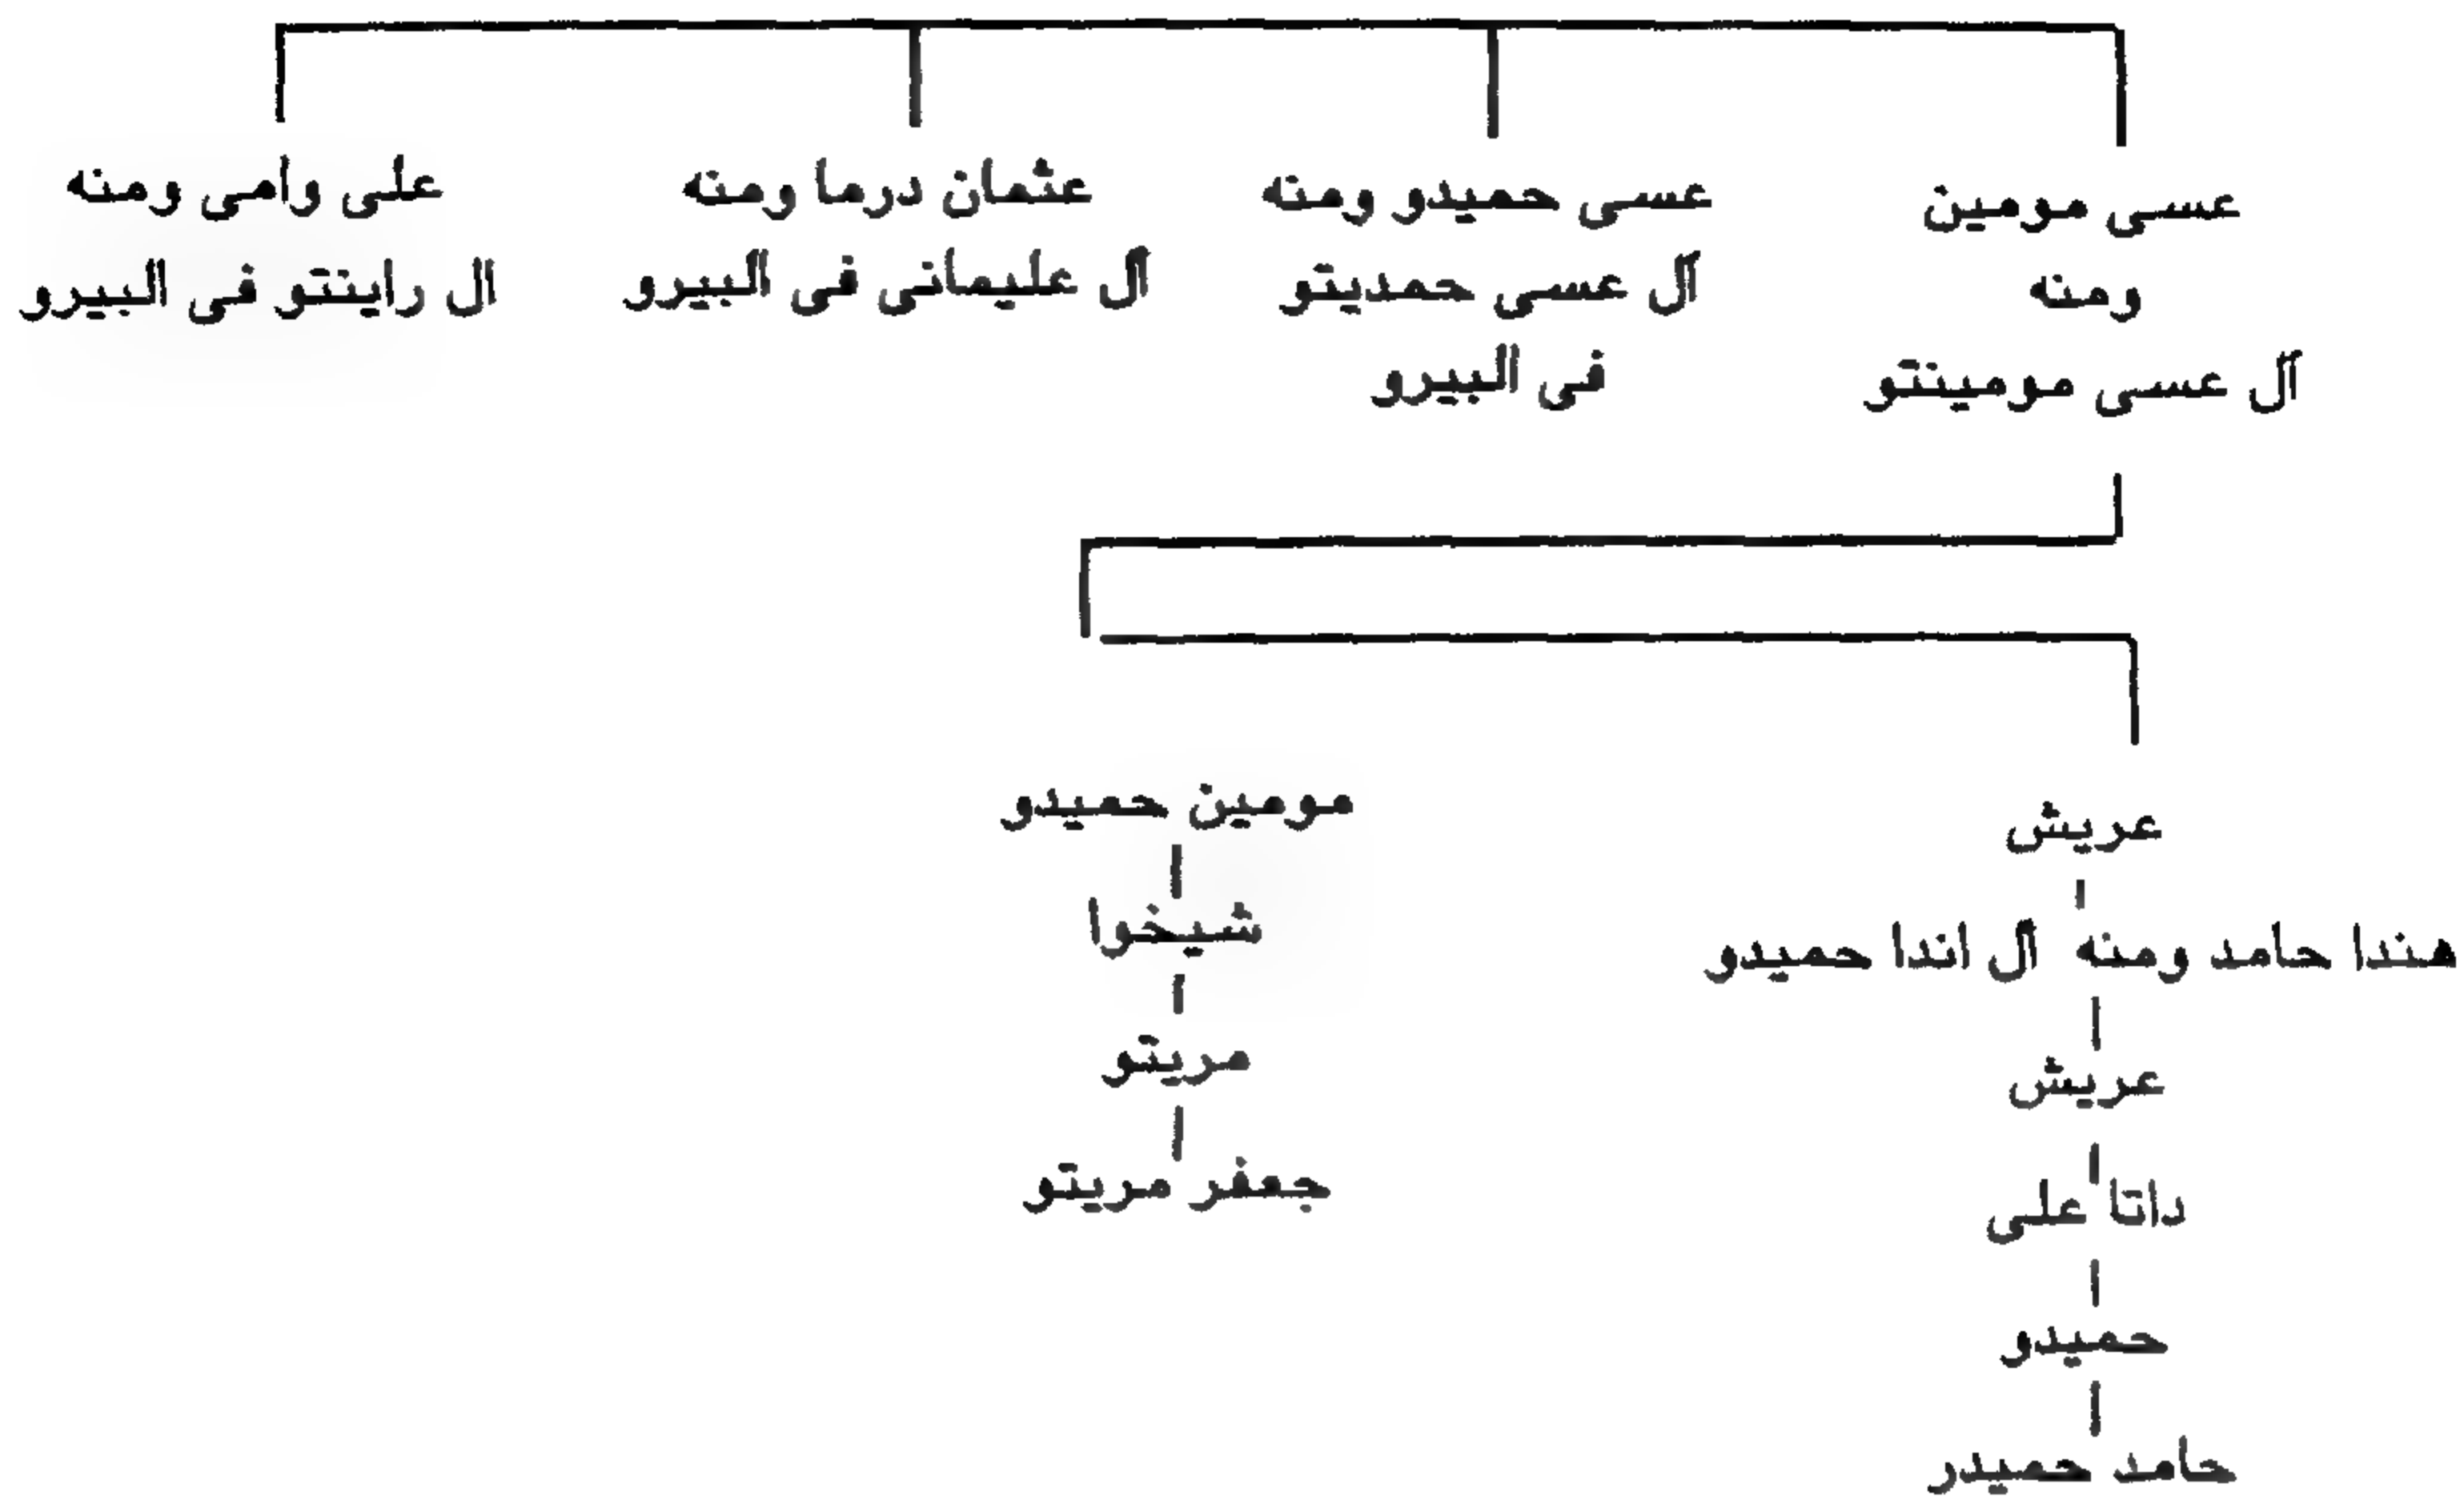 عسى مومين
ومنه
آل عسى مومينتو
عسى حميدو ومنه
آل عسى حمديتو
فى البيرو
عثمان درما ومنه
آل عليمانى فى البيرو
على وامى ومنه
ال راينتو فى البيرو
عريش
هندا حامد ومنه آل اندا حميدو
عريش
داتا على
حميدو
حامد حميدر
مومين حميدو
شيخرا
مريتو
جعفر مريتو